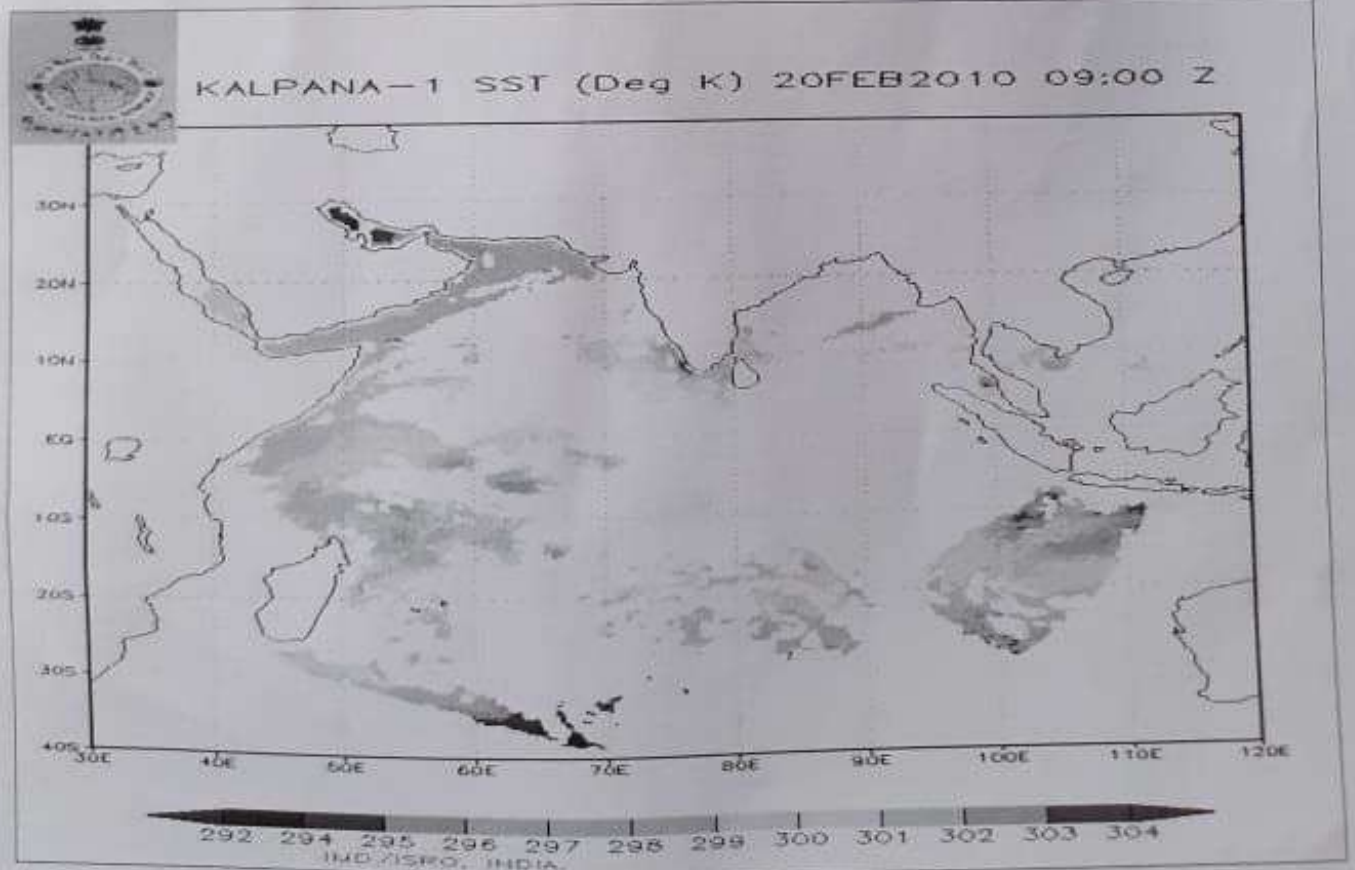 KALPANA-1 SST (Deg K) 20FEB2010 09:00 Z
30N
20N
10N
EQ
10S
20S
30S
40S
30E 40E 50E 60E 70E 80E 90E 100E 110E 120E
292 294 295 296 297 298 299 300 301 302 303 304
IMD/ISRO, INDIA.